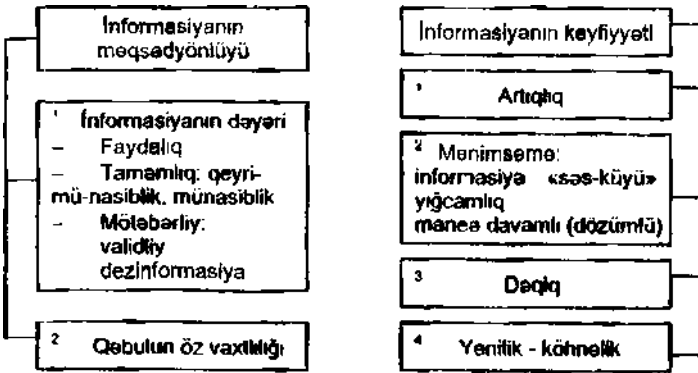 İnformasiyanın
məqsədyönlüyü
1 İnformasiyanın dəyəri
– Faydalıq
– Tamamlıq: qeyri-
mü-nasiblik, münasiblik
– Mötəbərliy:
validliy
dezinformasiya
2 Qəbulun öz vaxtlılığı
İnformasiyanın keyfiyyəti
1 Artıqlıq
2 Mənimsəmə:
informasiya «səs-küyü»
yığcamlıq
maneə davamlı (dözümlü)
3 Dəqiq
4 Yenilik - köhnəlik